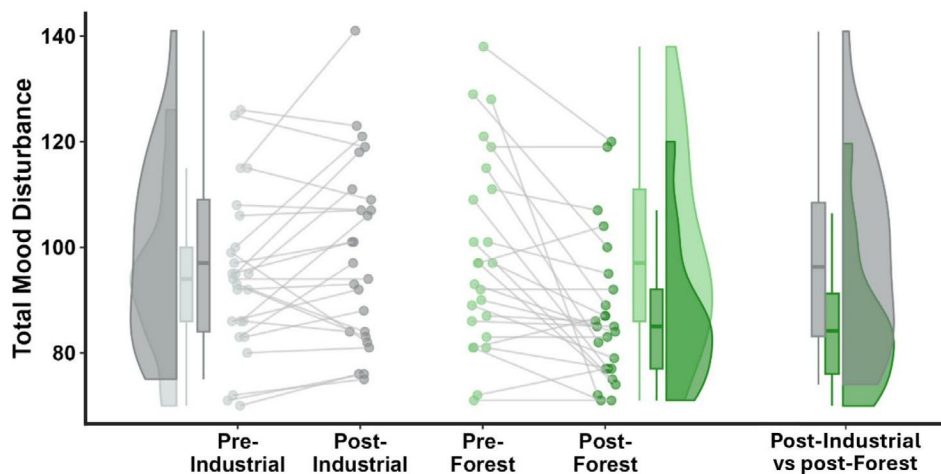 Total Mood Disturbance
140
120
100
80
Pre-
Industrial
Post-
Industrial
Pre-
Forest
Post-
Forest
Post-Industrial
vs post-Forest